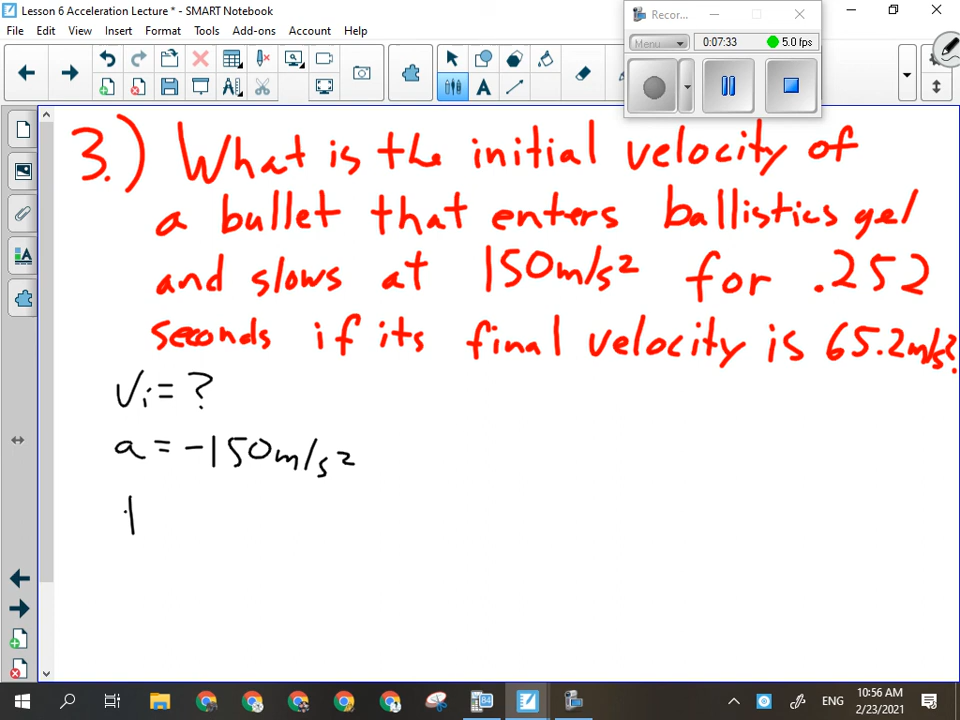 Lesson 6 Acceleration Lecture * - SMART Notebook
File Edit View Insert Format Tools Add-ons Account Help
Recor...
Menu
0:07:33 5.0 fps
3.) What is the initial velocity of
a bullet that enters ballistics gel
and slows at 150m/s² for .252
seconds if its final velocity is 65.2m/s?
Vi = ?
a = -150m/s²
ENG
10:56 AM
2/23/2021